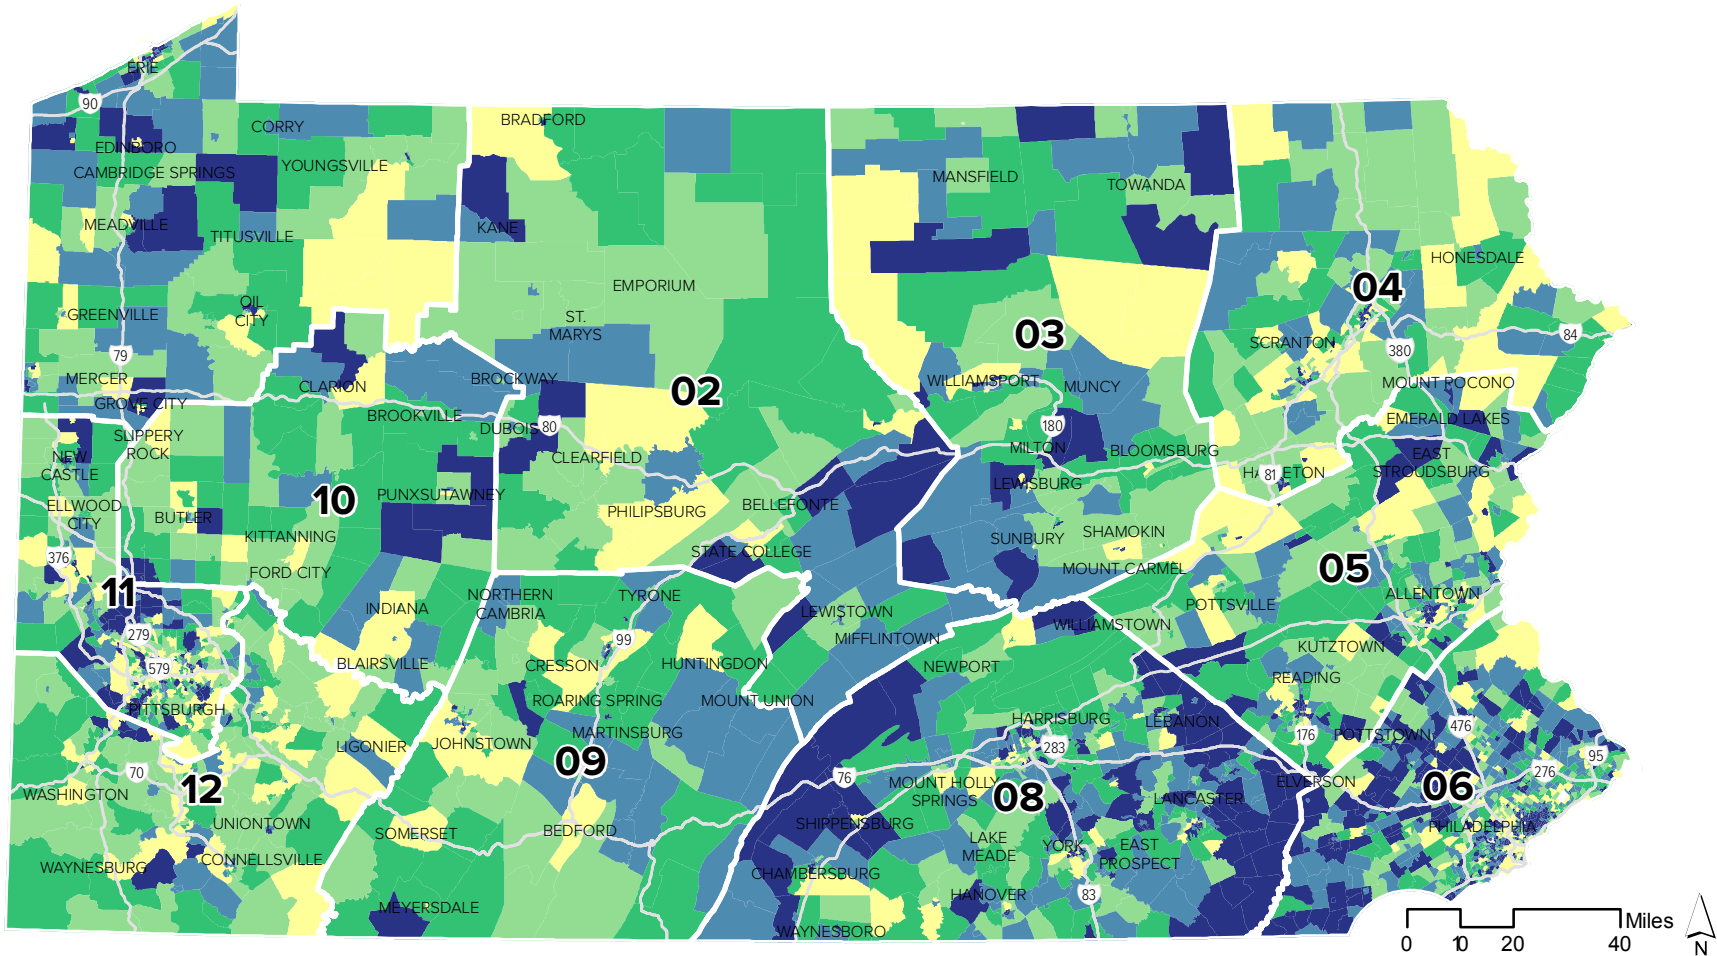 ERIE
90
CORRY
BRADFORD
EDINBORO
CAMBRIDGE SPRINGS
YOUNGSVILLE
MANSFIELD
TOWANDA
MEADVILLE
TITUSVILLE
KANE
HONESDALE
EMPORIUM
04
OIL
CITY
GREENVILLE
ST.
MARYS
03
SCRANTON
84
380
79
MERCER
CLARION
BROCKWAY
02
WILLIAMSPORT
MUNCY
MOUNT POCONO
GROVE CITY
BROOKVILLE
DUBOIS
80
180
EMERALD LAKES
SLIPPERY
ROCK
NEW
CASTLE
CLEARFIELD
MILTON
BLOOMSBURG
EAST
STROUDSBURG
HAZLETON
81
LEWISBURG
10
PUNXSUTAWNEY
ELLWOOD
CITY
BUTLER
PHILIPSBURG
BELLEFONTE
KITTANNING
STATE COLLEGE
SUNBURY
SHAMOKIN
376
FORD CITY
MOUNT CARMEL
05
11
INDIANA
NORTHERN
CAMBRIA
TYRONE
LEWISTOWN
POTTSVILLE
ALLENTOWN
279
99
MIFFLINTOWN
WILLIAMSTOWN
KUTZTOWN
579
BLAIRSVILLE
CRESSON
HUNTINGDON
NEWPORT
READING
PITTSBURGH
ROARING SPRING
MOUNT UNION
HARRISBURG
LEBANON
476
LIGONIER
JOHNSTOWN
MARTINSBURG
283
176
POTTSTOWN
95
70
09
76
276
WASHINGTON
12
MOUNT HOLLY
SPRINGS
08
LANCASTER
ELVERSON
06
UNIONTOWN
SOMERSET
BEDFORD
SHIPPENSBURG
PHILADELPHIA
WAYNESBURG
CONNELLSVILLE
LAKE
MEADE
YORK
EAST
PROSPECT
CHAMBERSBURG
HANOVER
83
MEYERSDALE
WAYNESBORO
Miles
0 10 20 40
N